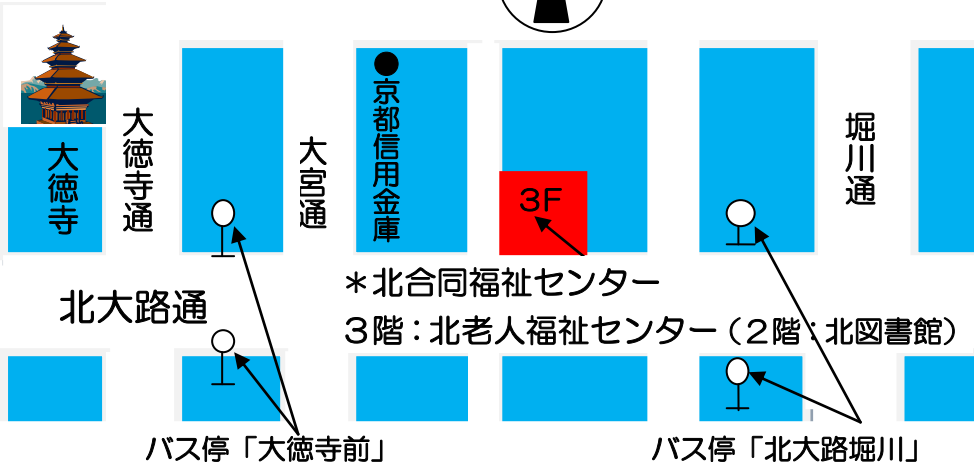 大徳寺
大徳寺通
大宮通
●京都信用金庫
3F
堀川通
北大路通
＊北合同福祉センター
３階：北老人福祉センター（２階：北図書館）
バス停「大徳寺前」
バス停「北大路堀川」